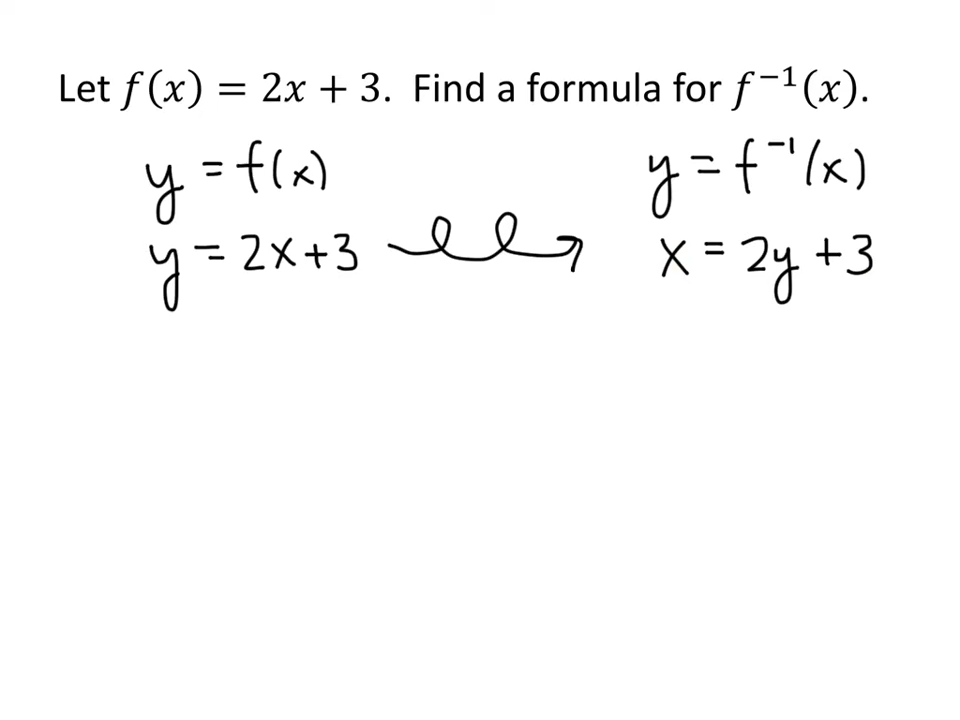 Let f(x) = 2x + 3. Find a formula for f⁻¹(x).
y = f(x) y = f⁻¹(x)
y = 2x+3 x = 2y+3